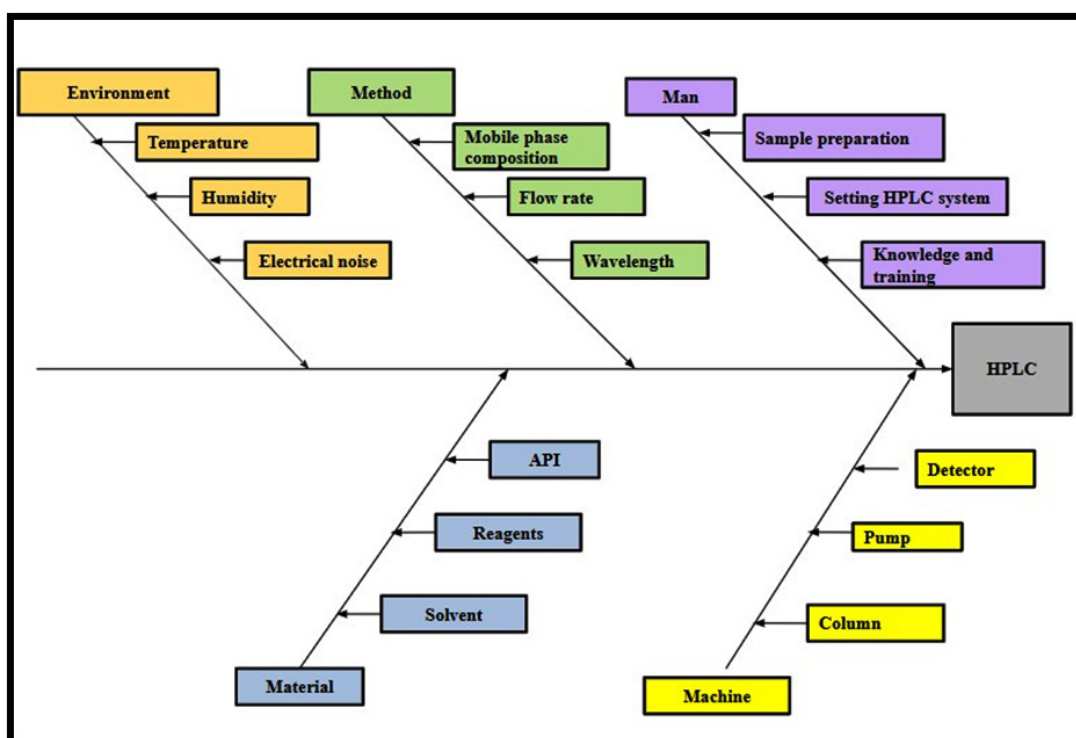 Environment
Temperature
Humidity
Electrical noise
Method
Mobile phase
composition
Flow rate
Wavelength
Man
Sample preparation
Setting HPLC system
Knowledge and
training
HPLC
API
Reagents
Solvent
Material
Detector
Pump
Column
Machine